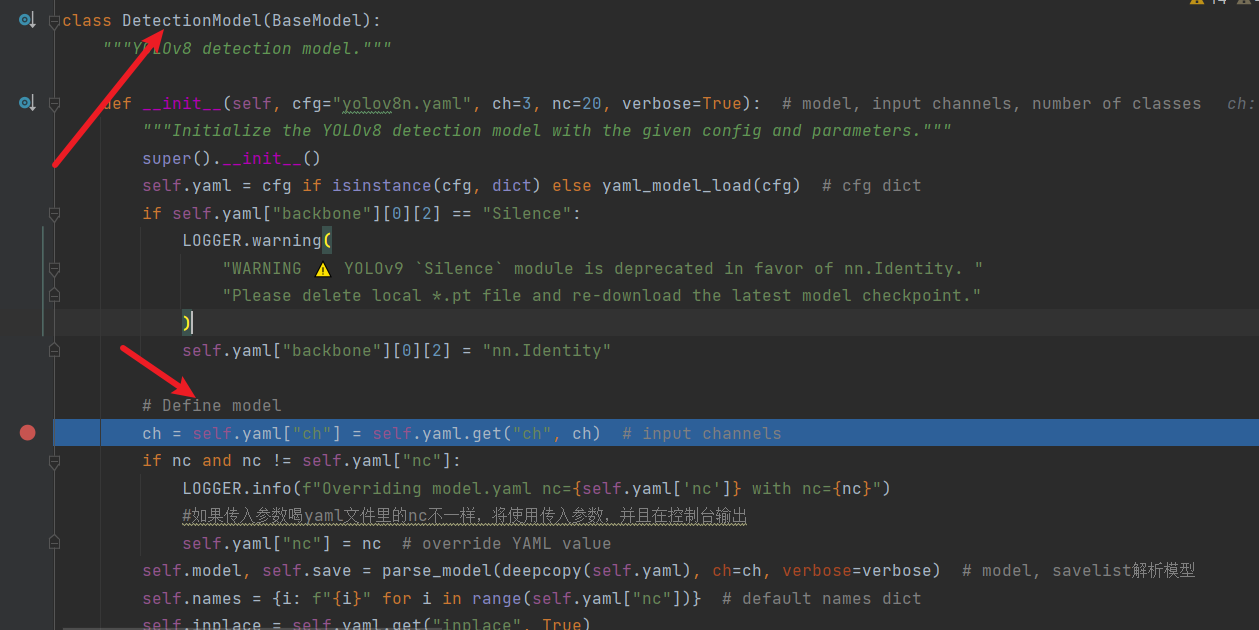 class DetectionModel(BaseModel):
"""YOLOv8 detection model."""
def __init__(self, cfg="yolov8n.yaml", ch=3, nc=20, verbose=True):  # model, input channels, number of classes   ch:
"""Initialize the YOLOv8 detection model with the given config and parameters."""
super().__init__()
self.yaml = cfg if isinstance(cfg, dict) else yaml_model_load(cfg)  # cfg dict
if self.yaml["backbone"][0][2] == "Silence":
LOGGER.warning(
"WARNING ⚠️ YOLOv9 `Silence` module is deprecated in favor of nn.Identity. "
"Please delete local *.pt file and re-download the latest model checkpoint."
)
self.yaml["backbone"][0][2] = "nn.Identity"
# Define model
ch = self.yaml["ch"] = self.yaml.get("ch", ch)  # input channels
if nc and nc != self.yaml["nc"]:
LOGGER.info(f"Overriding model.yaml nc={self.yaml['nc']} with nc={nc}")
#如果传入参数喝yaml文件里的nc不一样，将使用传入参数，并且在控制台输出
self.yaml["nc"] = nc  # override YAML value
self.model, self.save = parse_model(deepcopy(self.yaml), ch=ch, verbose=verbose)  # model, savelist解析模型
self.names = {i: f"{i}" for i in range(self.yaml["nc"])}  # default names dict
self.inplace = self.yaml.get("inplace", True)